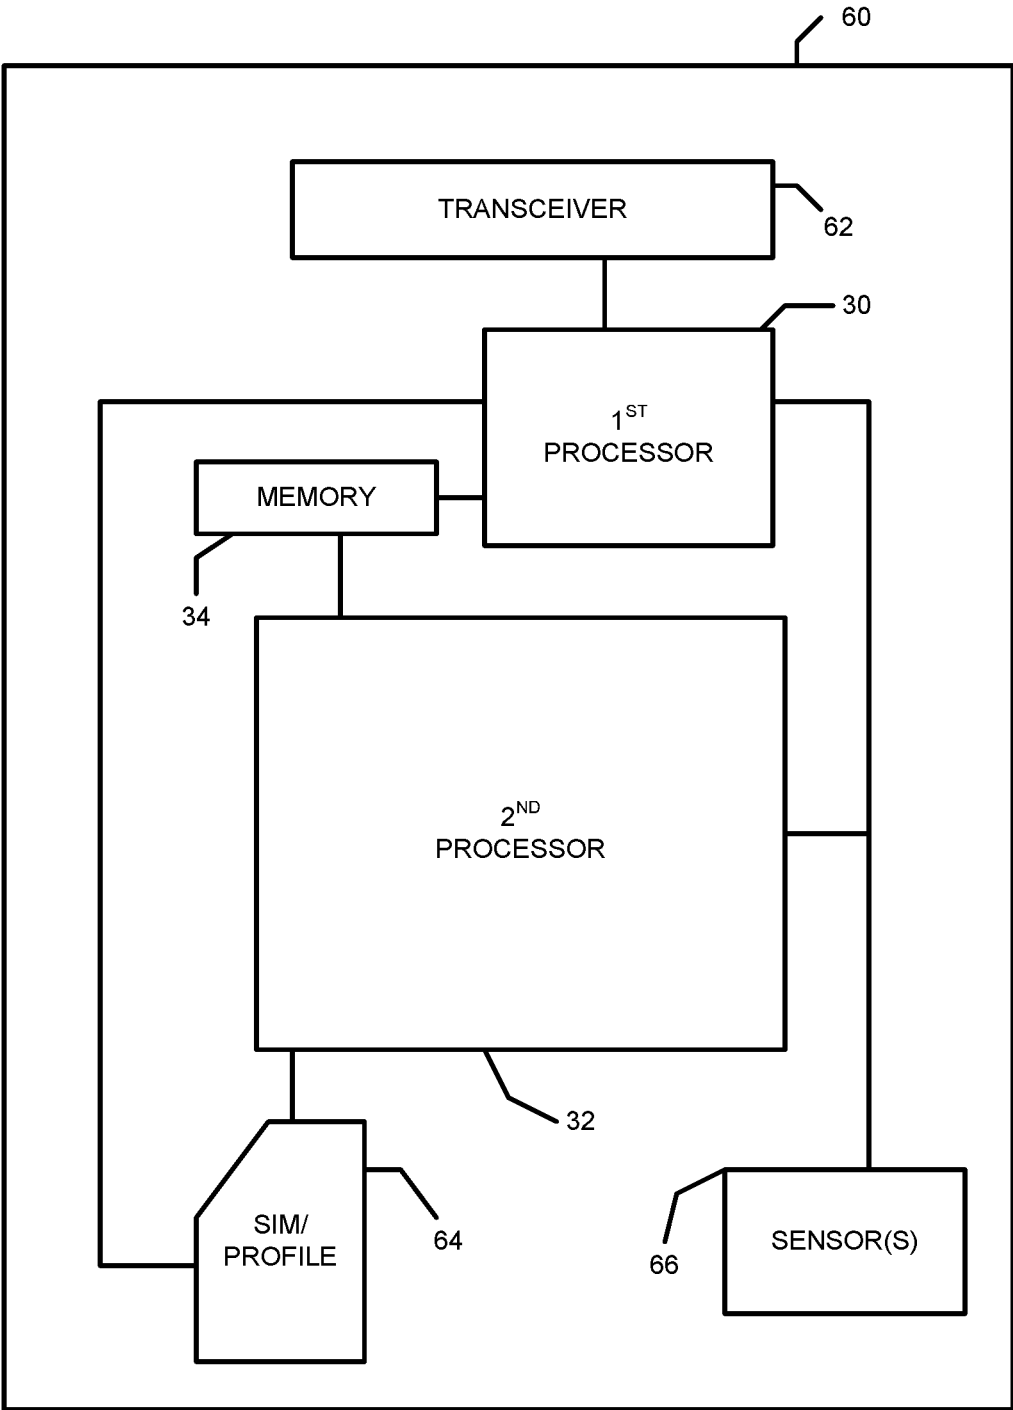 60
TRANSCEIVER
62
30
1ST
PROCESSOR
MEMORY
34
2ND
PROCESSOR
32
SIM/
PROFILE
64
66
SENSOR(S)